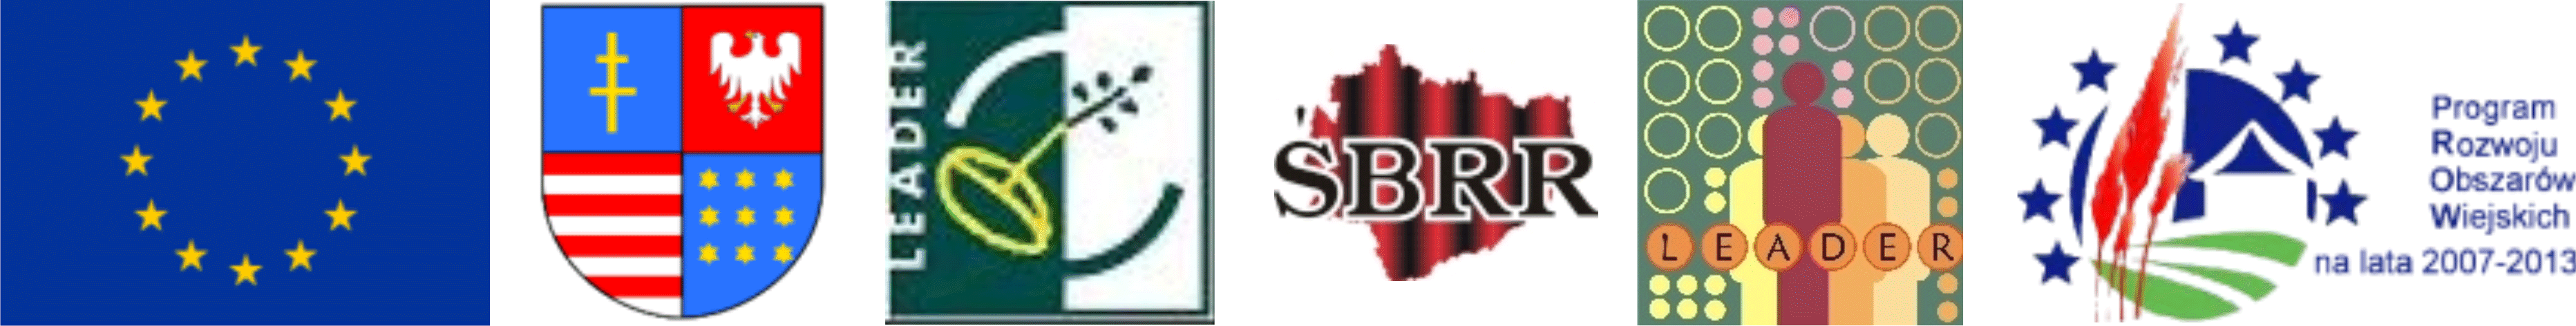 LEADER
ŚBRR
LEADER
Program
Rozwoju
Obszarów
Wiejskich
na lata 2007-2013